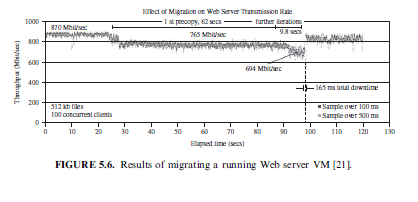 Effect of Migration on Web Server Transmission Rate
1000
870 Mbit/sec
1 st precopy, 62 secs
further iterations
765 Mbit/sec
9.8 secs
800
600
694 Mbit/sec
400
165 ms total downtime
200
512 kb files
100 concurrent clients
Sample over 100 ms
Sample over 500 ms
0
0 10 20 30 40 50 60 70 80 90 100 110 120 130
Elapsed time (secs)
Throughput (Mbit/sec)
FIGURE 5.6. Results of migrating a running Web server VM [21].